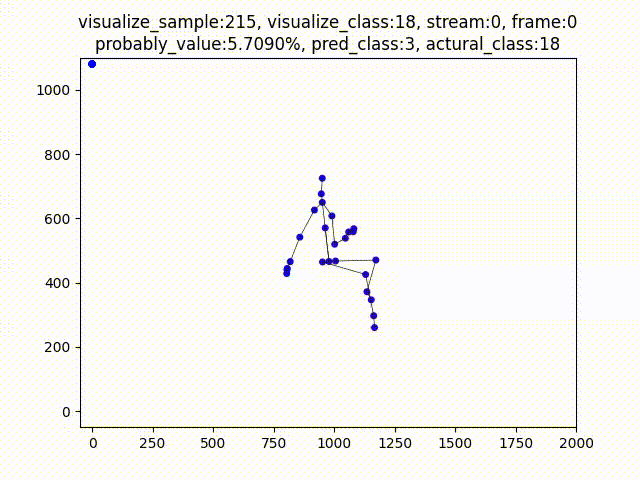 visualize_sample:215, visualize_class:18, stream:0, frame:0
probably_value:5.7090%, pred_class:3, actural_class:18
1000
800
600
400
200
0
0 250 500 750 1000 1250 1500 1750 2000